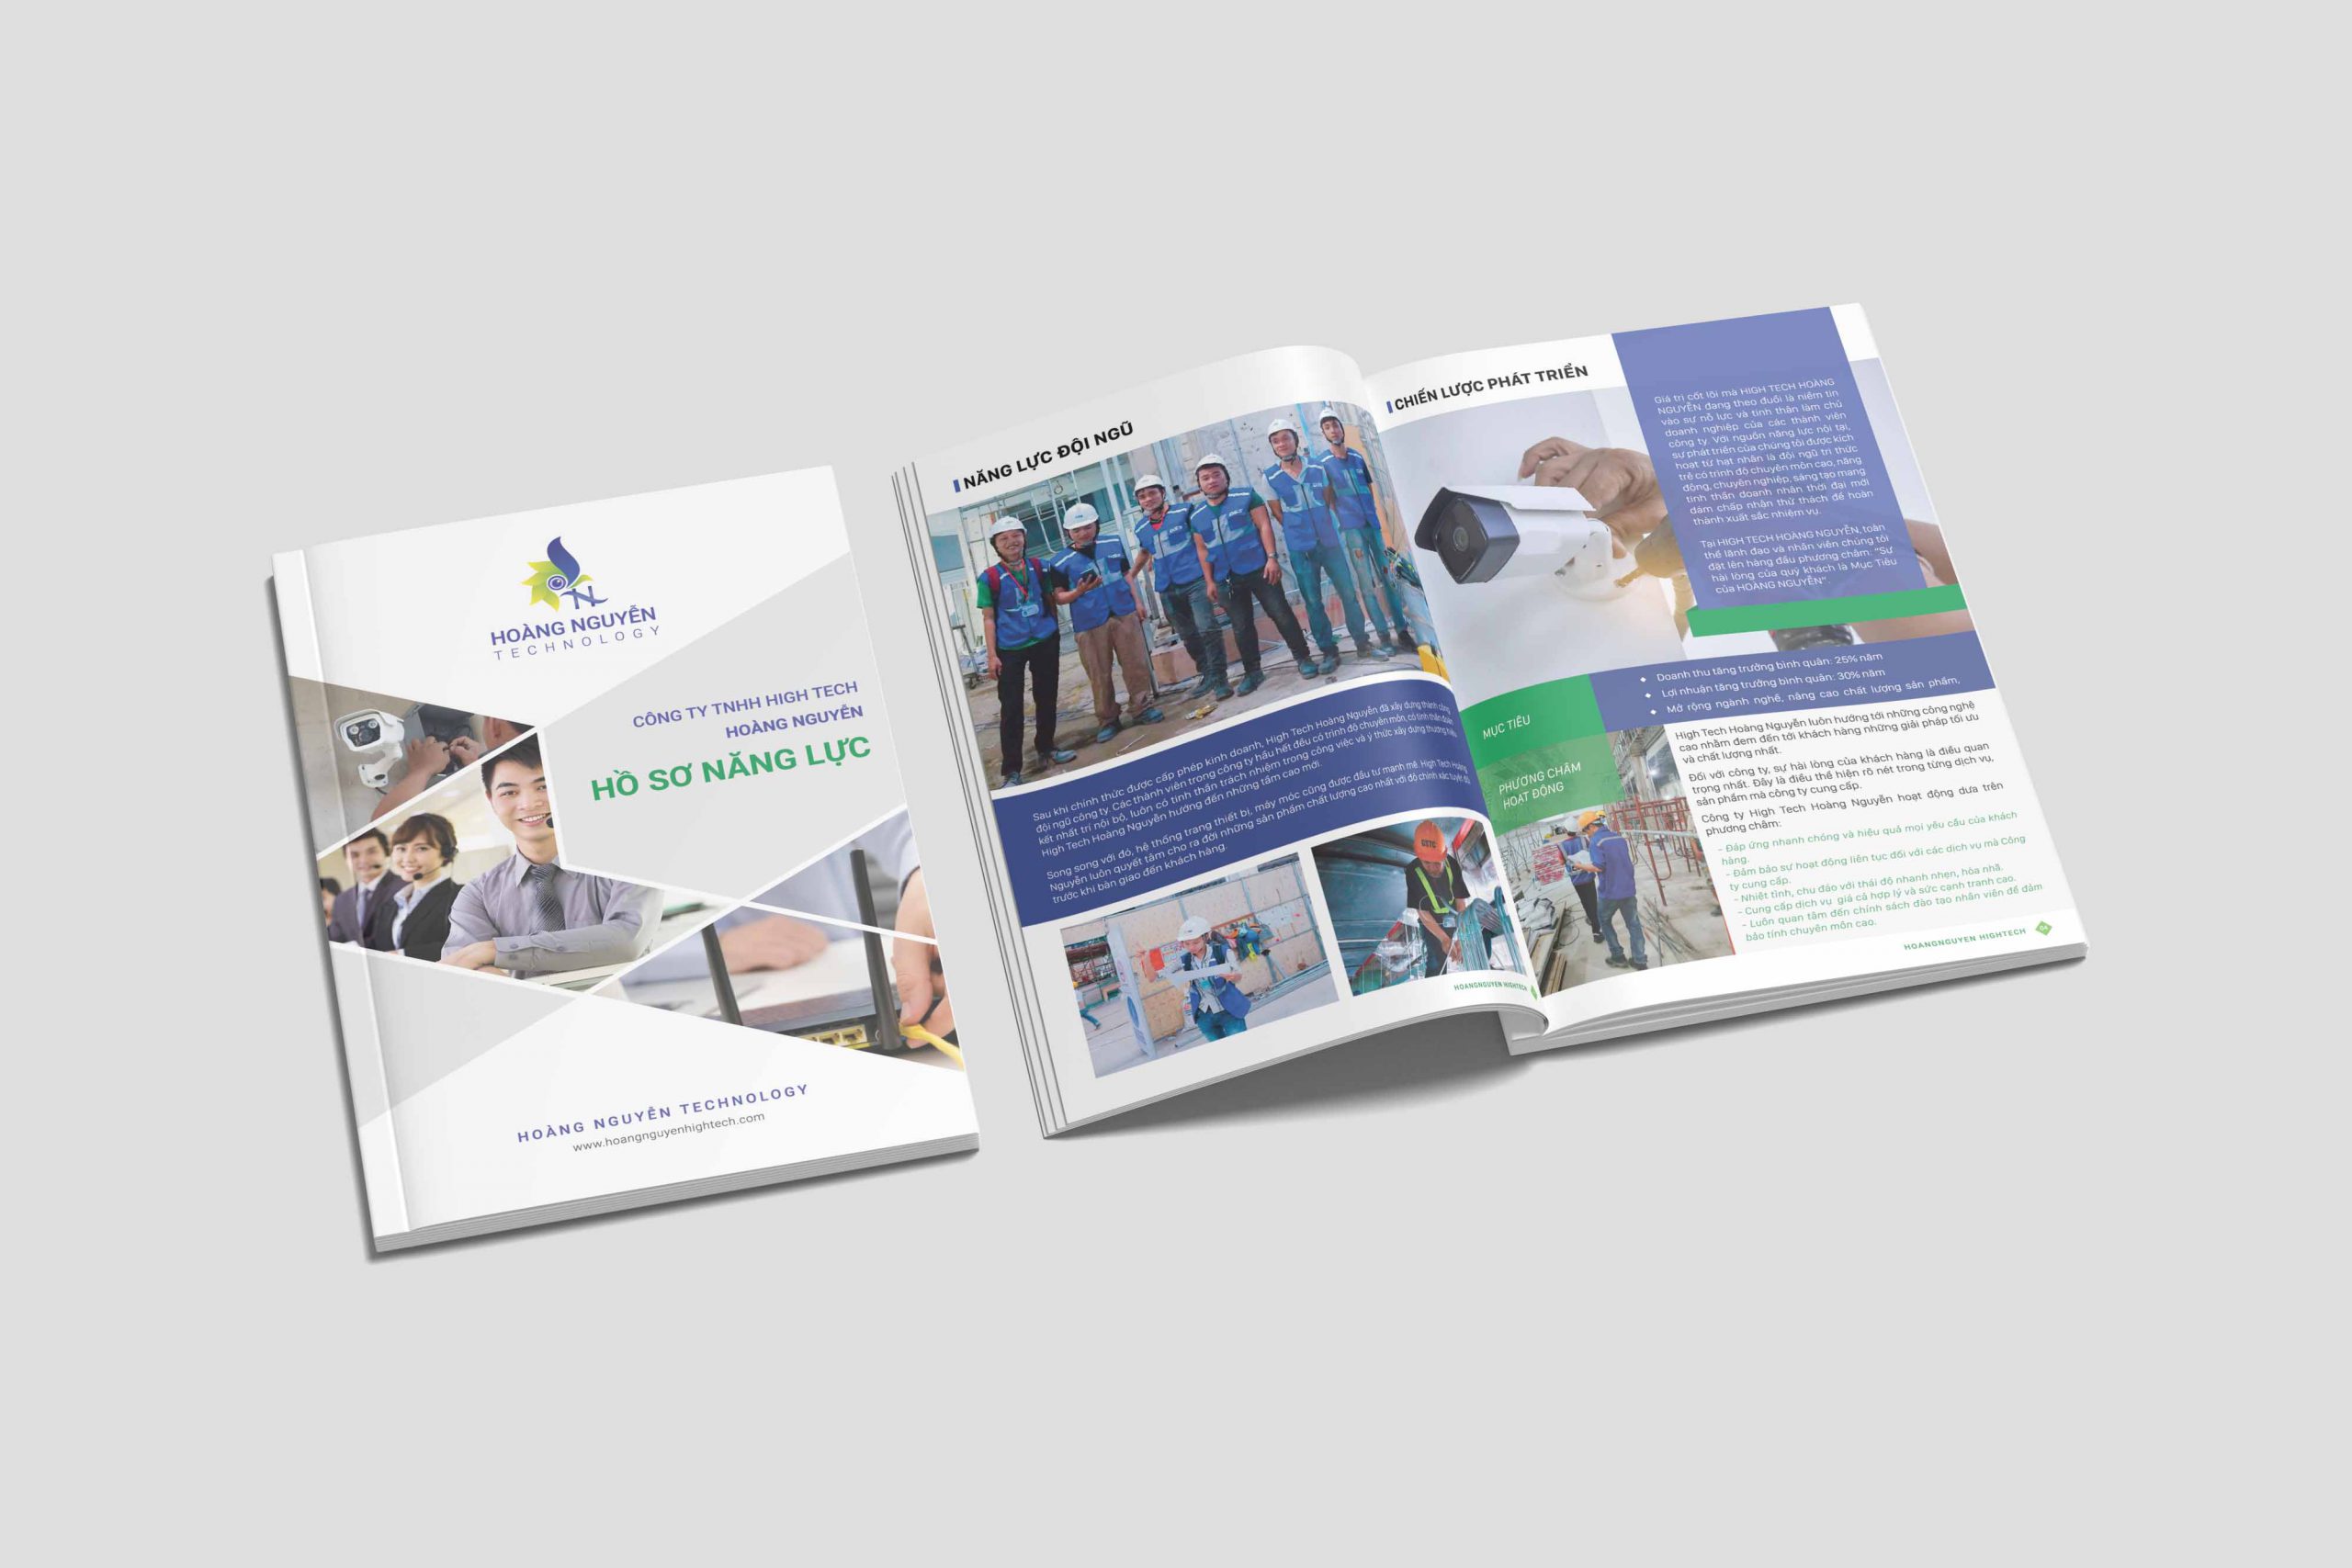 HOÀNG NGUYỄN
TECHNOLOGY
CÔNG TY TNHH HIGH TECH
HOÀNG NGUYỄN
HỒ SƠ NĂNG LỰC
HOÀNG NGUYỄN TECHNOLOGY
www.hoangnguyenhightech.com
NĂNG LỰC ĐỘI NGŨ
Sau khi chính thức được cấp phép kinh doanh, High Tech Hoàng Nguyễn đã xây dựng thành công
đội ngũ công ty. Các thành viên trong công ty hầu hết đều có trình độ chuyên môn, có tinh thần đoàn
kết nhất trí nội bộ, luôn có tinh thần trách nhiệm trong công việc và ý thức xây dựng thương hiệu
High Tech Hoàng Nguyễn hướng đến những tầm cao mới.
Song song với đó, hệ thống trang thiết bị, máy móc cũng được đầu tư mạnh mẽ. High Tech Hoàng
Nguyễn luôn quyết tâm cho ra đời những sản phẩm chất lượng cao nhất với độ chính xác tuyệt đối
trước khi bàn giao đến khách hàng.
HOANGNGUYEN HIGHTECH
CHIẾN LƯỢC PHÁT TRIỂN
Giá trị cốt lõi mà HIGH TECH HOÀNG
NGUYỄN đang theo đuổi là niềm tin
vào sự nỗ lực và tinh thần làm chủ
doanh nghiệp của các thành viên
công ty. Với nguồn năng lực nội tại,
sự phát triển của chúng tôi được kích
hoạt từ hạt nhân là đội ngũ trí thức
trẻ có trình độ chuyên môn cao, năng
động, chuyên nghiệp, sáng tạo mang
tinh thần doanh nhân thời đại mới
dám chấp nhận thử thách để hoàn
thành xuất sắc nhiệm vụ.
Tại HIGH TECH HOÀNG NGUYỄN, toàn
thể lãnh đạo và nhân viên chúng tôi
đặt lên hàng đầu phương châm: "Sự
hài lòng của quý khách là Mục Tiêu
của HOÀNG NGUYỄN".
MỤC TIÊU
Doanh thu tăng trưởng bình quân: 25% năm
Lợi nhuận tăng trưởng bình quân: 30% năm
Mở rộng ngành nghề, nâng cao chất lượng sản phẩm,
PHƯƠNG CHÂM
HOẠT ĐỘNG
High Tech Hoàng Nguyễn luôn hướng tới những công nghệ
cao nhằm đem đến tới khách hàng những giải pháp tối ưu
và chất lượng nhất.
Đối với công ty, sự hài lòng của khách hàng là điều quan
trọng nhất. Đây là điều thể hiện rõ nét trong từng dịch vụ,
sản phẩm mà công ty cung cấp.
Công ty High Tech Hoàng Nguyễn hoạt động dưa trên
phương châm:
- Đáp ứng nhanh chóng và hiệu quả mọi yêu cầu của khách
hàng.
- Đảm bảo sự hoạt động liên tục đối với các dịch vụ mà Công
ty cung cấp.
- Nhiệt tình, chu đáo với thái độ nhanh nhẹn, hòa nhã.
- Cung cấp dịch vụ giá cả hợp lý và sức cạnh tranh cao.
- Luôn quan tâm đến chính sách đào tạo nhân viên để đảm
bảo tính chuyên môn cao.
HOANGNGUYEN HIGHTECH